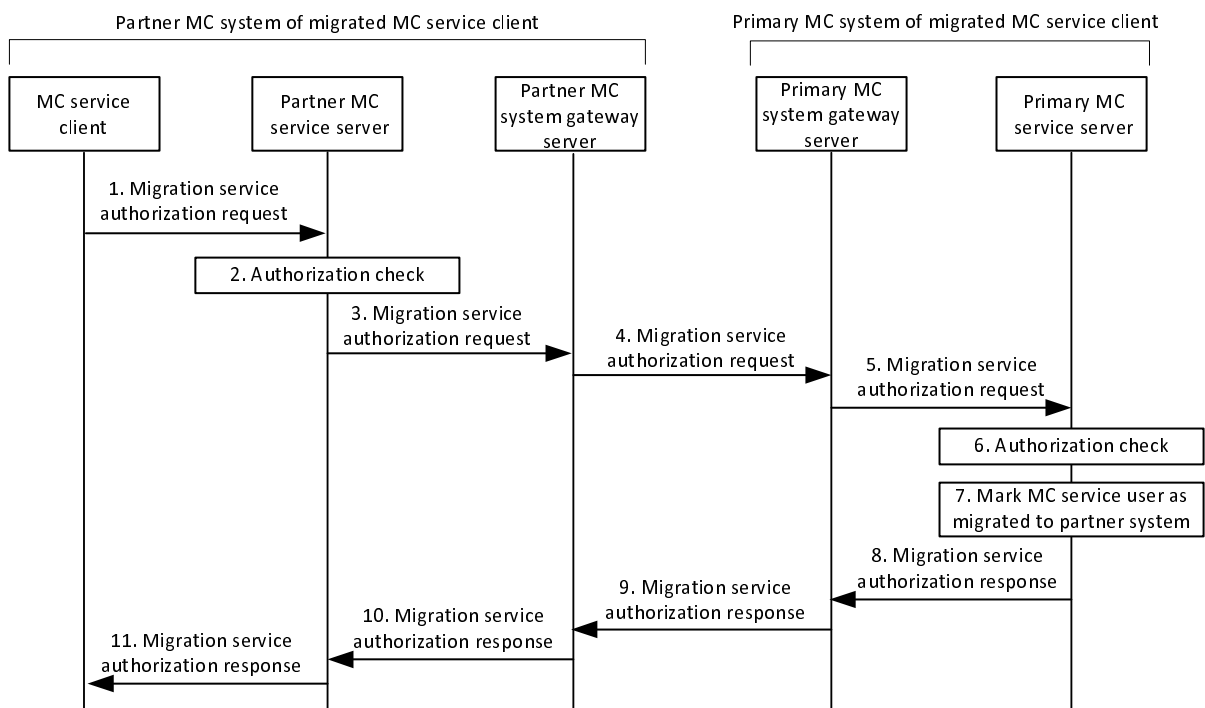 Partner MC system of migrated MC service client
Primary MC system of migrated MC service client
MC service
client
Partner MC
service server
Partner MC
system gateway
server
Primary MC
system gateway
server
Primary MC
service server
1. Migration service
authorization request
2. Authorization check
3. Migration service
authorization request
4. Migration service
authorization request
5. Migration service
authorization request
6. Authorization check
7. Mark MC service user as
migrated to partner system
8. Migration service
authorization response
9. Migration service
authorization response
10. Migration service
authorization response
11. Migration service
authorization response